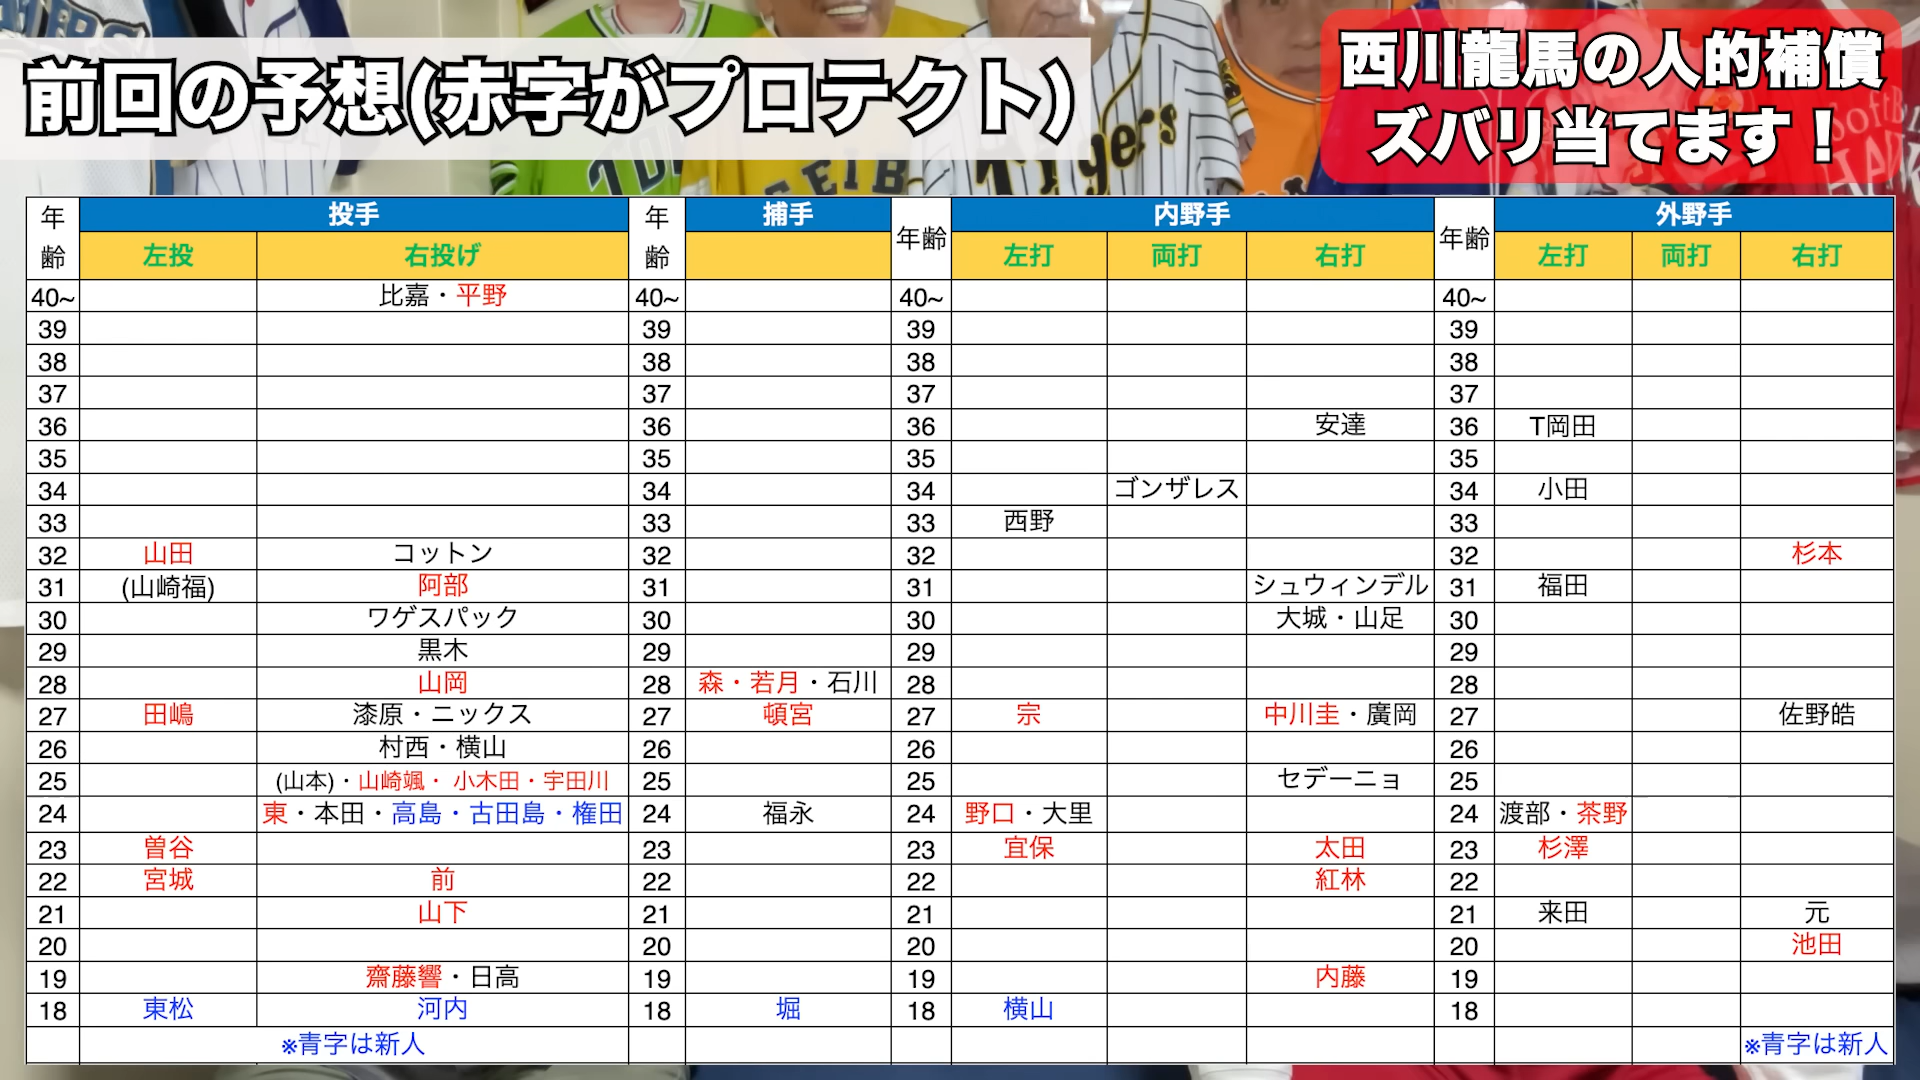 前回の予想(赤字がプロテクト)
西川龍馬の人的補償
ズバリ当てます！
年齢 投手 年齢 捕手 年齢 内野手 年齢 外野手
左投 右投げ 左打 両打 右打 左打 両打 右打
40~ 比嘉・平野 40~ 40~ 40~
39 39 39 39
38 38 38 38
37 37 37 37
36 36 36 安達 36 T岡田
35 35 35 35
34 34 34 ゴンザレス 34 小田
33 33 33 西野 33
32 山田 コットン 32 32 32 杉本
31 (山崎福) 阿部 31 31 シュウィンデル 31 福田
30 ワゲスパック 30 30 大城・山足 30
29 黒木 29 29 29
28 山岡 28 森・若月・石川 28 28
27 田嶋 漆原・ニックス 27 頓宮 27 宗 中川圭・廣岡 27 佐野皓
26 村西・横山 26 26 26
25 (山本)・山崎颯・小木田・宇田川 25 25 セデーニョ 25
24 東・本田・高島・古田島・権田 24 福永 24 野口・大里 24 渡部・茶野
23 曽谷 23 23 宜保 太田 23 杉澤
22 宮城 前 22 22 紅林 22
21 山下 21 21 21 来田 元
20 20 20 20 池田
19 齋藤響・日高 19 19 内藤 19
18 東松 河内 18 堀 18 横山 18
※青字は新人 ※青字は新人
Tigers